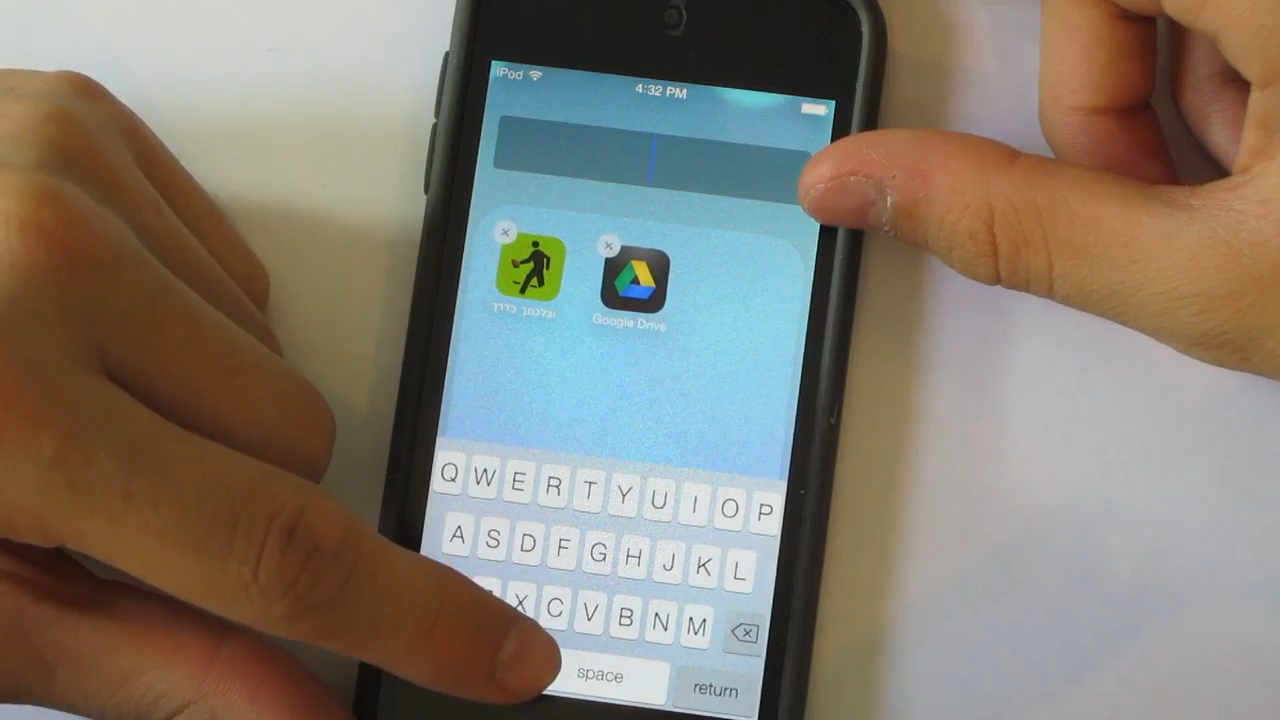 iPod
4:32 PM
ובלכתך בדרך
Google Drive
Q W E R T Y U I O P
A S D F G H J K L
X C V B N M
space return